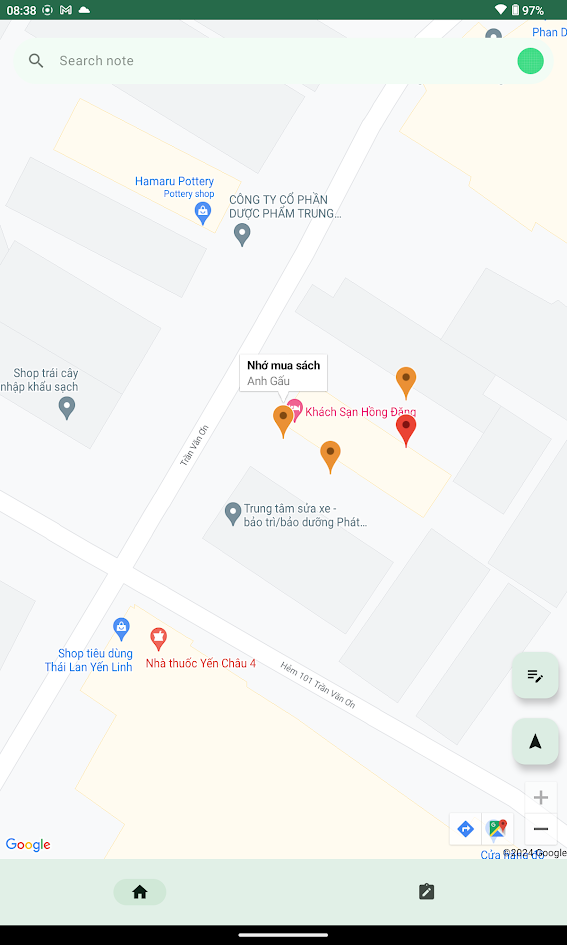 08:38
97%
Phan D
Search note
Hamaru Pottery
Pottery shop
CÔNG TY CỔ PHẦN
DƯỢC PHẨM TRUNG...
Nhớ mua sách
Anh Gấu
Shop trái cây
nhập khẩu sạch
Khách Sạn Hồng Đăng
Trần Văn Ơn
Trung tâm sửa xe -
bảo trì/bảo dưỡng Phát...
Shop tiêu dùng
Thái Lan Yến Linh
Nhà thuốc Yến Châu 4
Hẻm 101 Trần Văn Ơn
Google
©2024 Google
Cửa hàng đồ